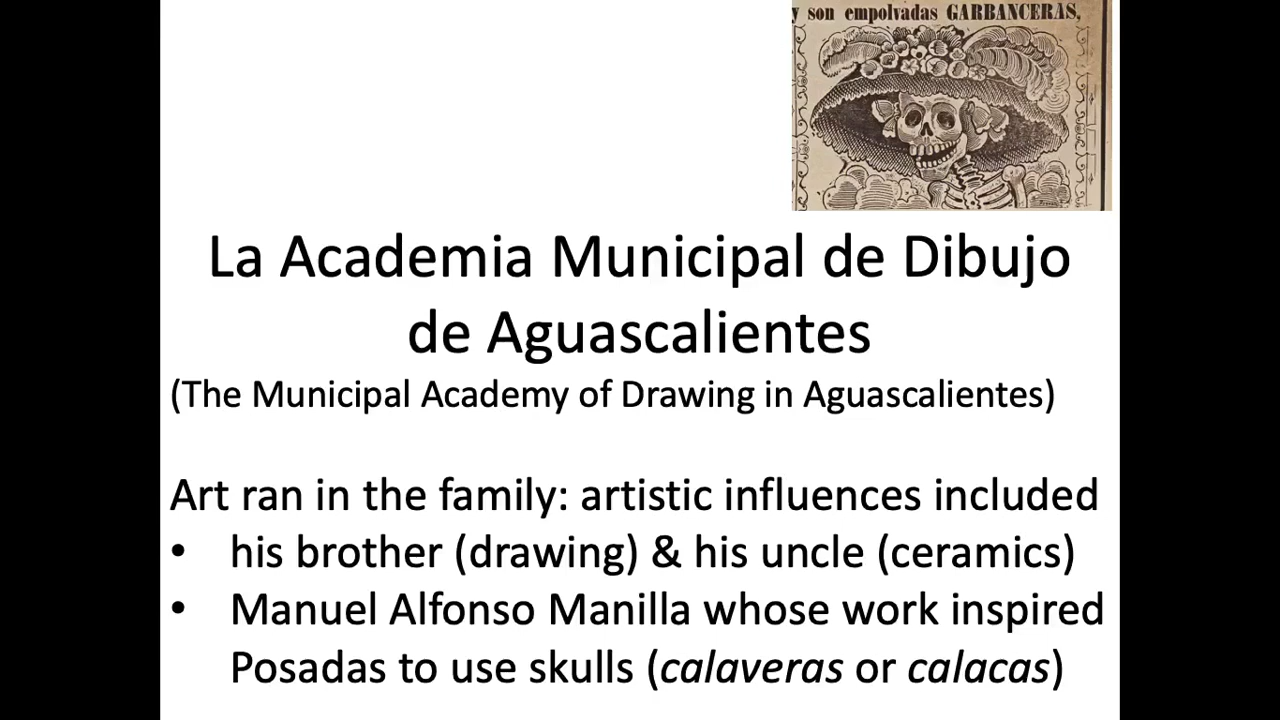 y son empolvadas GARBANCERAS,
La Academia Municipal de Dibujo
de Aguascalientes
(The Municipal Academy of Drawing in Aguascalientes)
Art ran in the family: artistic influences included
• his brother (drawing) & his uncle (ceramics)
• Manuel Alfonso Manilla whose work inspired
Posadas to use skulls (calaveras or calacas)